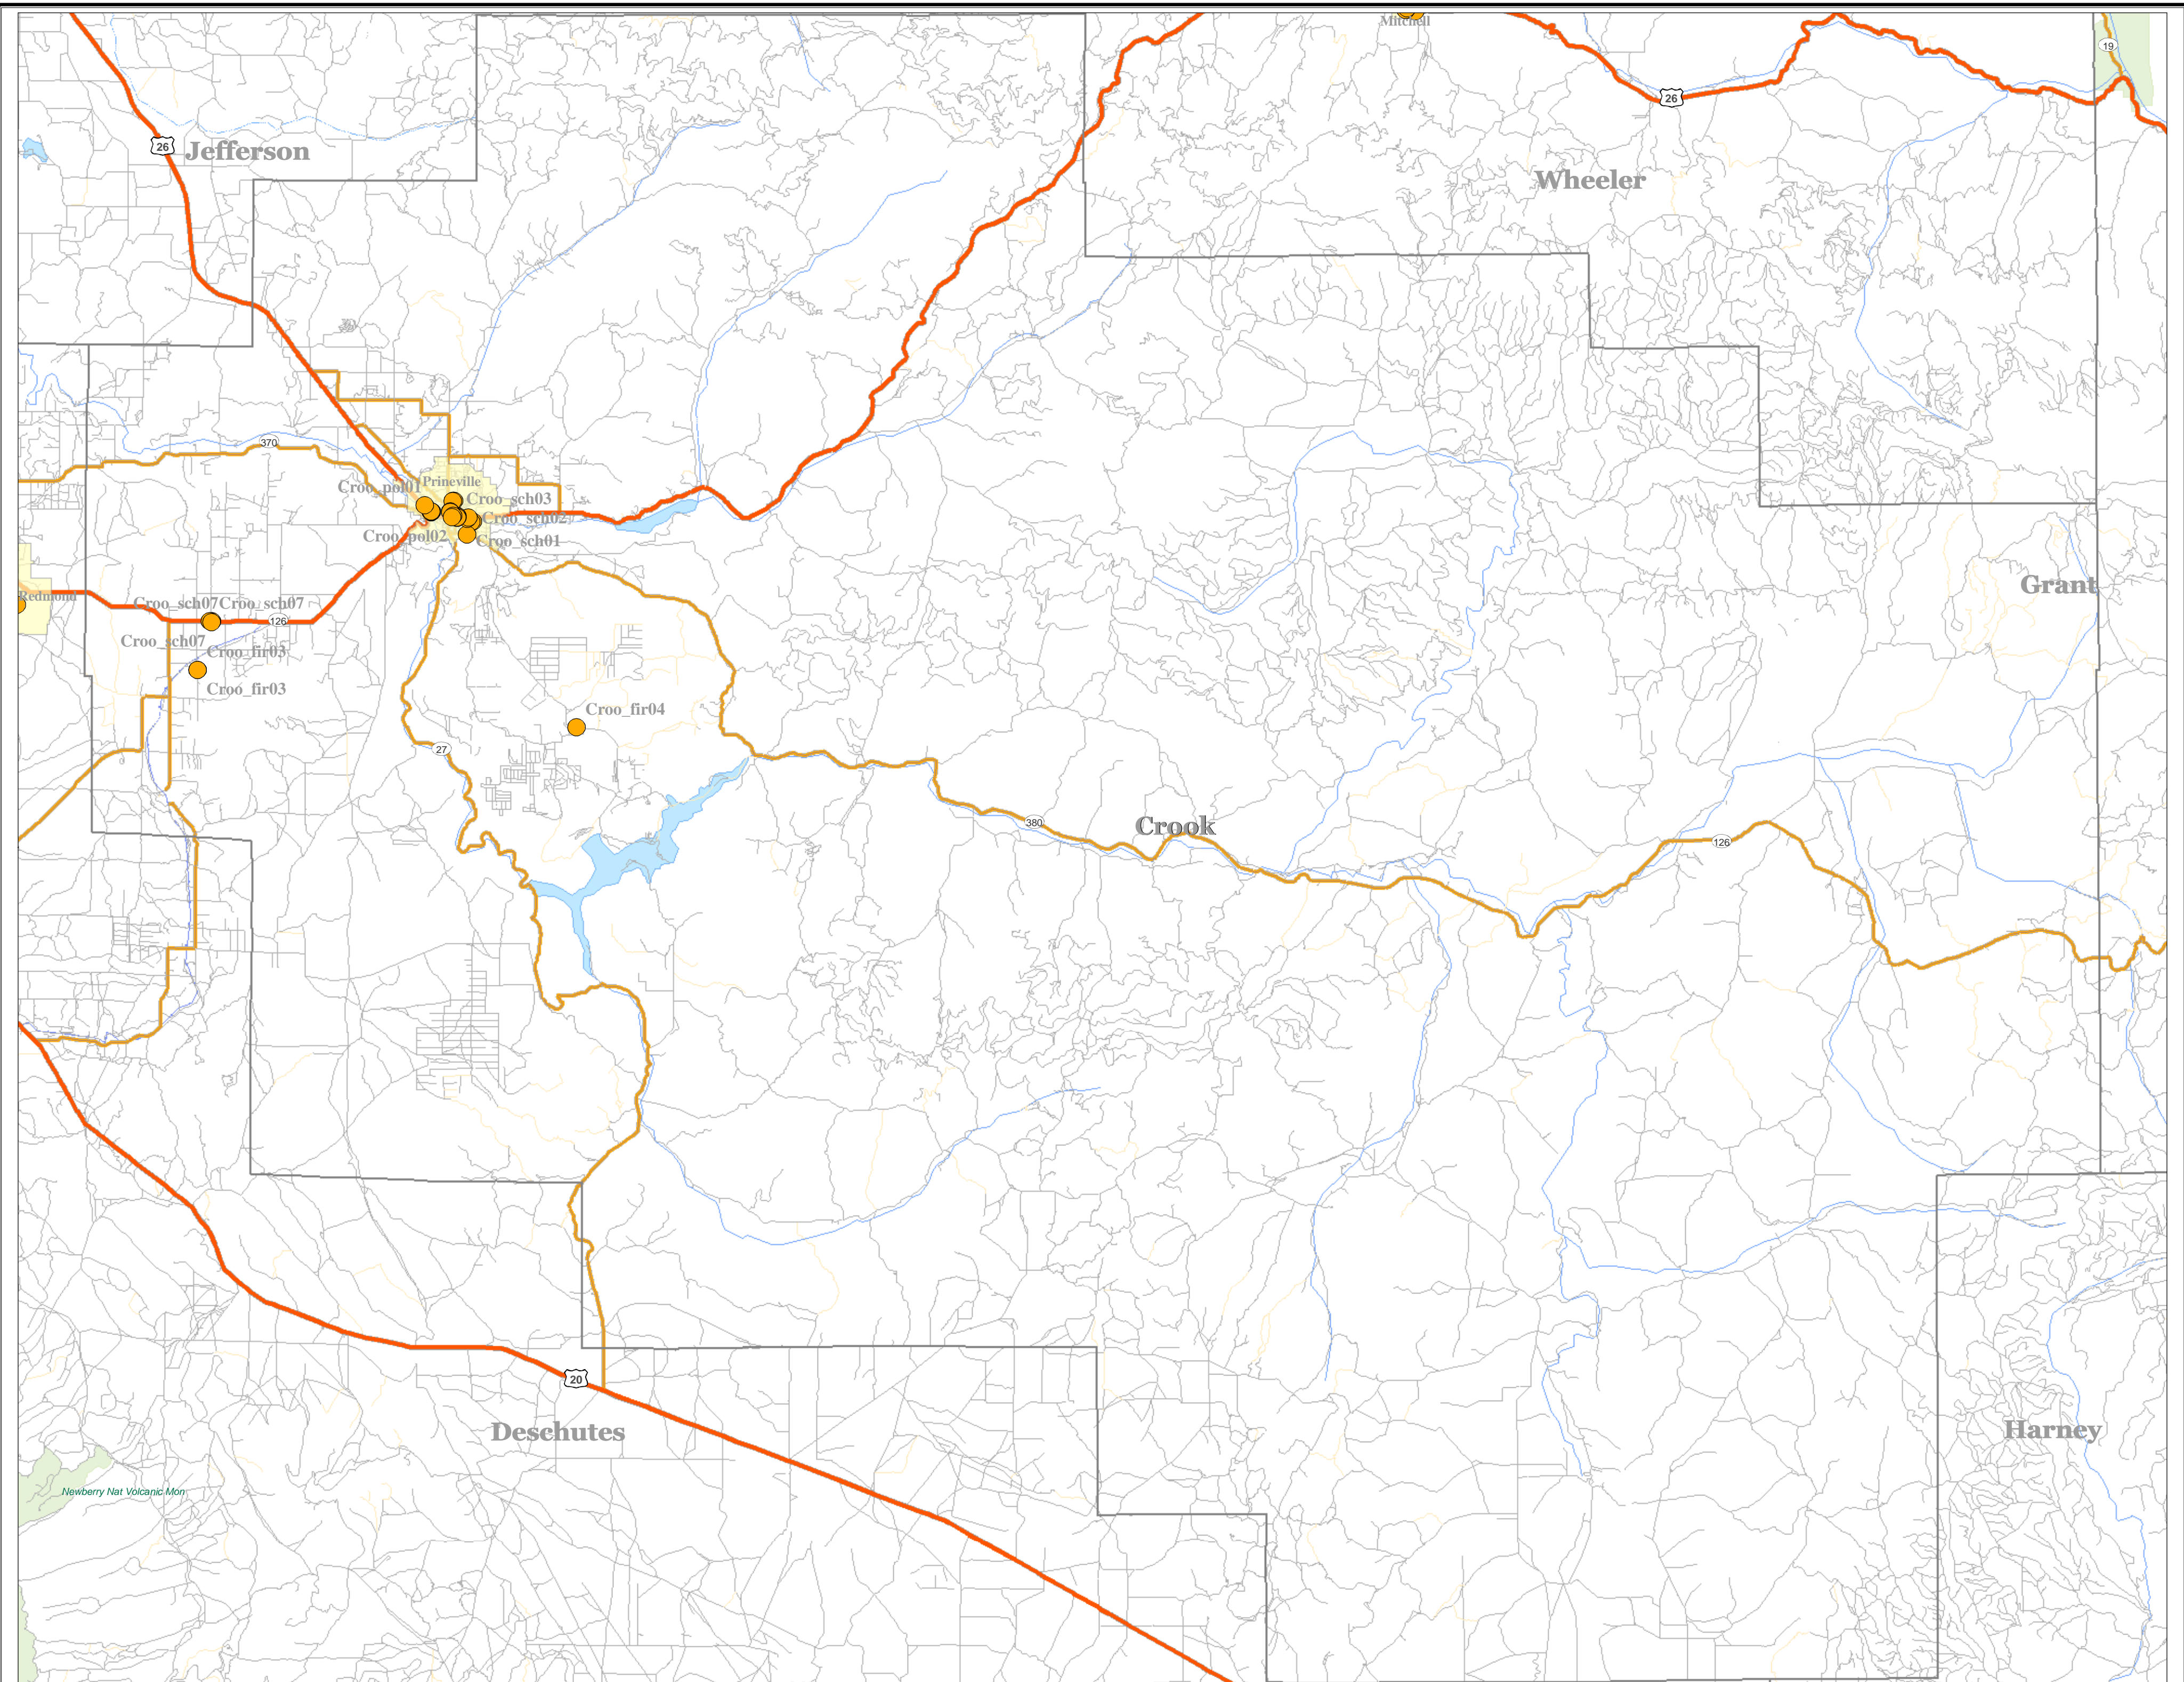 Mitchell
19
26
26
Jefferson
Wheeler
370
Prineville
Croo_pol01
Croo_sch03
Croo_sch02
Croo_pol02
Croo_sch01
Grant
Redmond
Croo_sch07
Croo_sch07
126
Croo_sch07
Croo_fir03
Croo_fir03
Croo_fir04
27
380
Crook
126
20
Deschutes
Harney
Newberry Nat Volcanic Mon